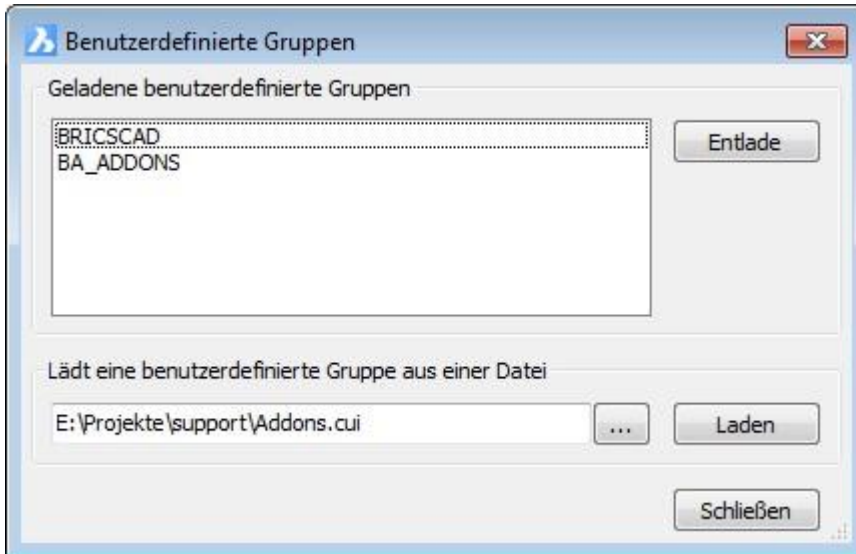 Benutzerdefinierte Gruppen
Geladene benutzerdefinierte Gruppen
BRICSCAD
BA_ADDONS
Entlade
Lädt eine benutzerdefinierte Gruppe aus einer Datei
E:\Projekte\support\Addons.cui
...
Laden
Schließen